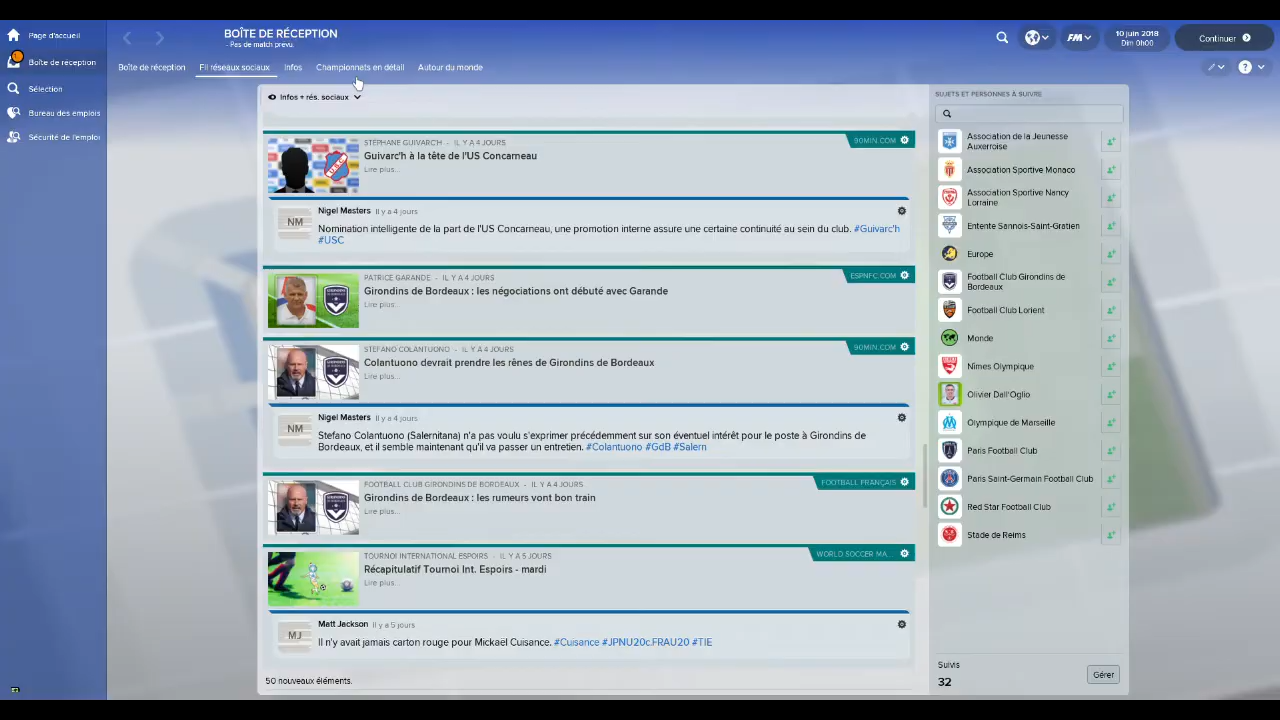 Page d'accueil
Boîte de réception
Sélection
Bureau des emplois
Sécurité de l'emploi
BOÎTE DE RÉCEPTION
- Pas de match prévu.
FM
10 juin 2018
Dim 0h00
Continuer
Boîte de réception
Fil réseaux sociaux
Infos
Championnats en détail
Autour du monde
?
Infos + rés. sociaux
STÉPHANE GUIVARC'H - IL Y A 4 JOURS
90MIN.COM
Guivarc'h à la tête de l'US Concarneau
Lire plus...
NM
Nigel Masters Il y a 4 jours
Nomination intelligente de la part de l'US Concarneau, une promotion interne assure une certaine continuité au sein du club. #Guivarc'h
#USC
PATRICE GARANDE - IL Y A 4 JOURS
ESPNFC.COM
Girondins de Bordeaux : les négociations ont débuté avec Garande
Lire plus...
STEFANO COLANTUONO - IL Y A 4 JOURS
90MIN.COM
Colantuono devrait prendre les rênes de Girondins de Bordeaux
Lire plus...
NM
Nigel Masters Il y a 4 jours
Stefano Colantuono (Salernitana) n'a pas voulu s'exprimer précédemment sur son éventuel intérêt pour le poste à Girondins de
Bordeaux, et il semble maintenant qu'il va passer un entretien. #Colantuono #GdB #Salern
FOOTBALL CLUB GIRONDINS DE BORDEAUX - IL Y A 4 JOURS
FOOTBALL FRANÇAIS
Girondins de Bordeaux : les rumeurs vont bon train
Lire plus...
TOURNOI INTERNATIONAL ESPOIRS - IL Y A 5 JOURS
WORLD SOCCER MA...
Récapitulatif Tournoi Int. Espoirs - mardi
Lire plus...
MJ
Matt Jackson Il y a 5 jours
Il n'y avait jamais carton rouge pour Mickaël Cuisance. #Cuisance #JPNU20c.FRAU20 #TIE
50 nouveaux éléments.
SUJETS ET PERSONNES À SUIVRE
Association de la Jeunesse
Auxerroise
Association Sportive Monaco
Association Sportive Nancy
Lorraine
Entente Sannois-Saint-Gratien
Europe
Football Club Girondins de
Bordeaux
Football Club Lorient
Monde
Nîmes Olympique
Olivier Dall'Oglio
Olympique de Marseille
Paris Football Club
Paris Saint-Germain Football Club
Red Star Football Club
Stade de Reims
Suivis
32
Gérer